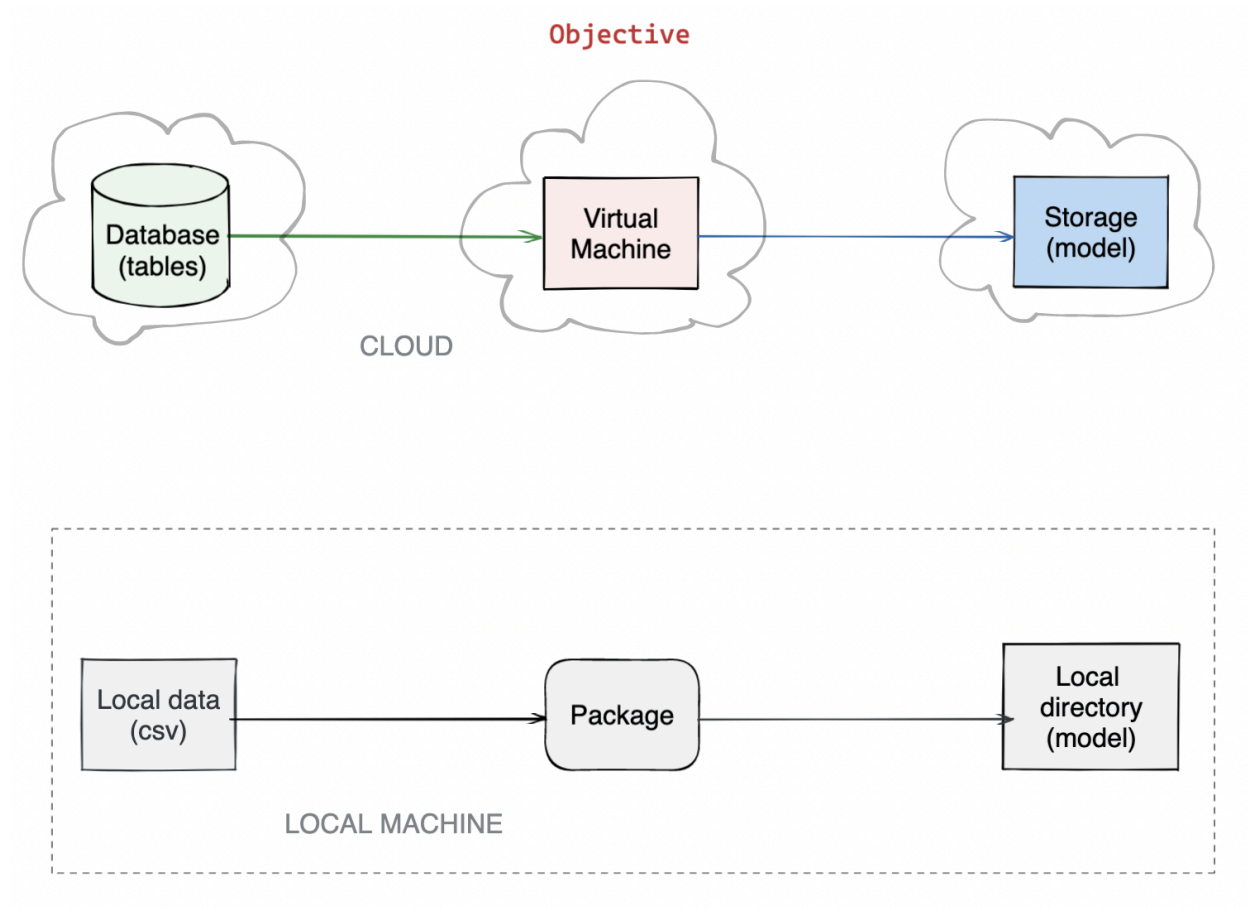 Objective
Database
(tables)
Virtual
Machine
Storage
(model)
CLOUD
Local data
(csv)
Package
Local
directory
(model)
LOCAL MACHINE